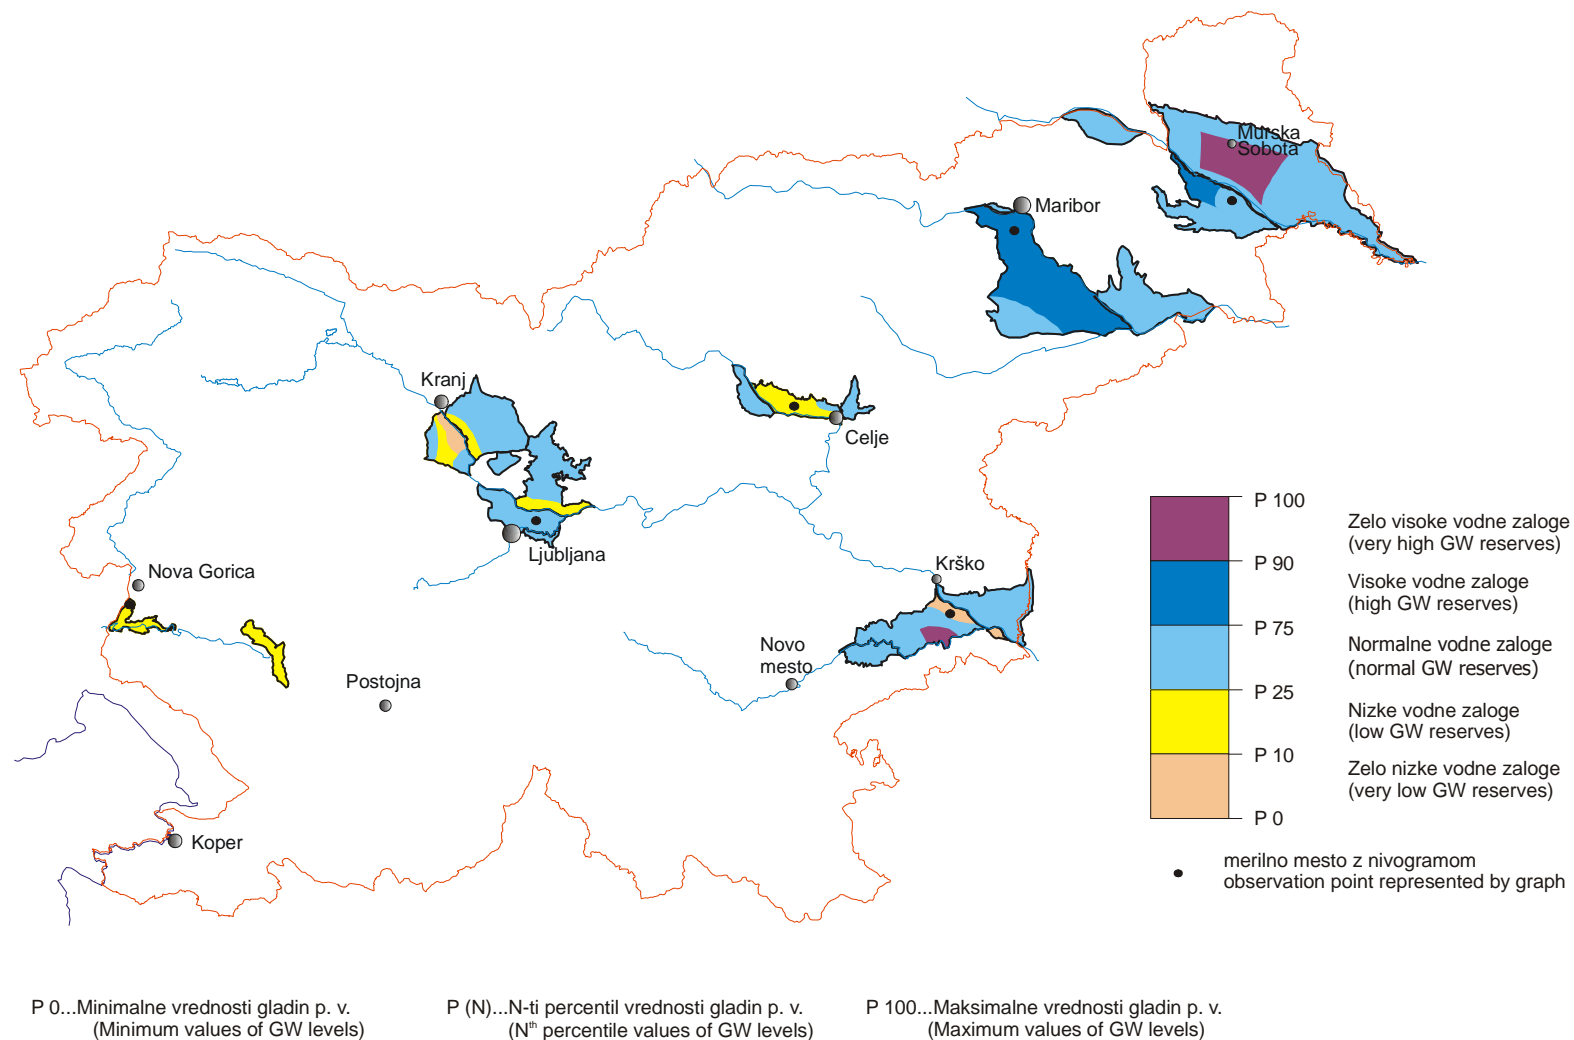 Murska
Sobota
Maribor
Kranj
Celje
Ljubljana
Nova Gorica
Krško
Novo
mesto
Postojna
Koper
P 100
Zelo visoke vodne zaloge
(very high GW reserves)
P 90
Visoke vodne zaloge
(high GW reserves)
P 75
Normalne vodne zaloge
(normal GW reserves)
P 25
Nizke vodne zaloge
(low GW reserves)
P 10
Zelo nizke vodne zaloge
(very low GW reserves)
P 0
merilno mesto z nivogramom
observation point represented by graph
P 0...Minimalne vrednosti gladin p. v.
(Minimum values of GW levels)
P (N)...N-ti percentil vrednosti gladin p. v.
(Nth percentile values of GW levels)
P 100...Maksimalne vrednosti gladin p. v.
(Maximum values of GW levels)